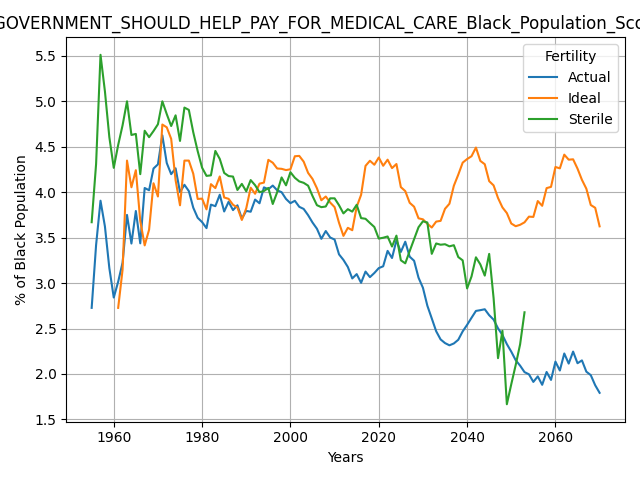 GOVERNMENT_SHOULD_HELP_PAY_FOR_MEDICAL_CARE_Black_Population_Sco
Fertility
Actual
Ideal
Sterile
% of Black Population
5.5
5.0
4.5
4.0
3.5
3.0
2.5
2.0
1.5
1960
1980
2000
2020
2040
2060
Years